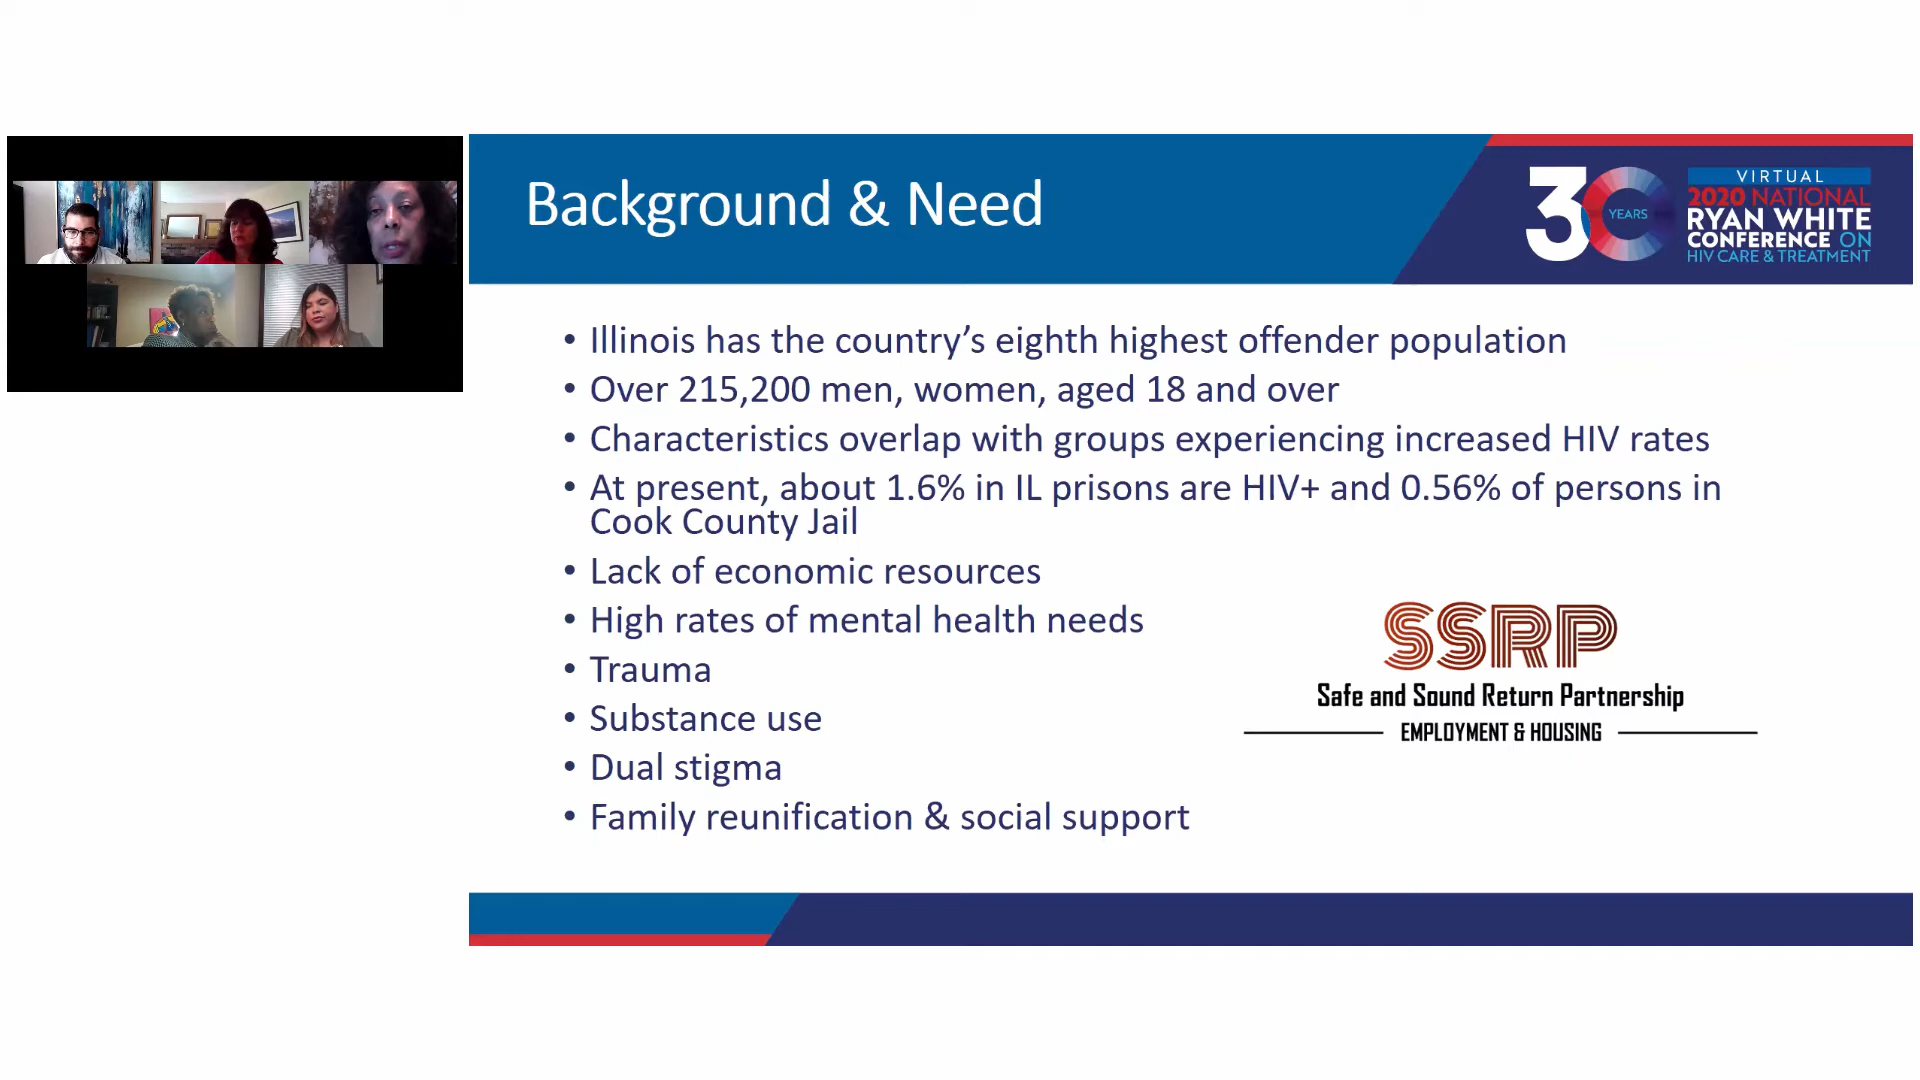 Background & Need
30
YEARS
VIRTUAL
2020 NATIONAL
RYAN WHITE
CONFERENCE ON
HIV CARE & TREATMENT
• Illinois has the country’s eighth highest offender population
• Over 215,200 men, women, aged 18 and over
• Characteristics overlap with groups experiencing increased HIV rates
• At present, about 1.6% in IL prisons are HIV+ and 0.56% of persons in
Cook County Jail
• Lack of economic resources
• High rates of mental health needs
• Trauma
• Substance use
• Dual stigma
• Family reunification & social support
SSRP
Safe and Sound Return Partnership
EMPLOYMENT & HOUSING